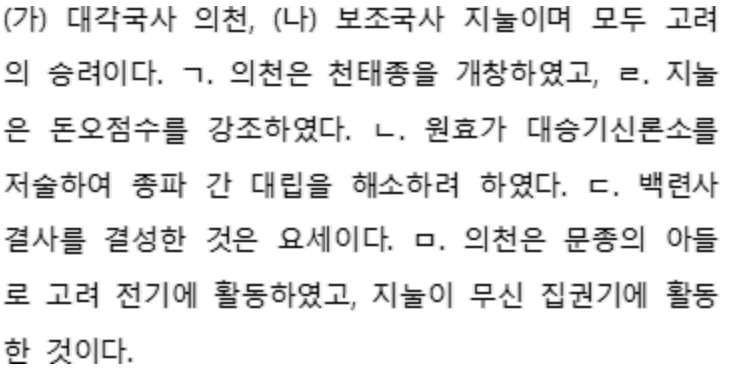 (가) 대각국사 의천, (나) 보조국사 지눌이며 모두 고려
의 승려이다. ㄱ. 의천은 천태종을 개창하였고, ㄹ. 지눌
은 돈오점수를 강조하였다. ㄴ. 원효가 대승기신론소를
저술하여 종파 간 대립을 해소하려 하였다. ㄷ. 백련사
결사를 결성한 것은 요세이다. ㅁ. 의천은 문종의 아들
로 고려 전기에 활동하였고, 지눌이 무신 집권기에 활동
한 것이다.